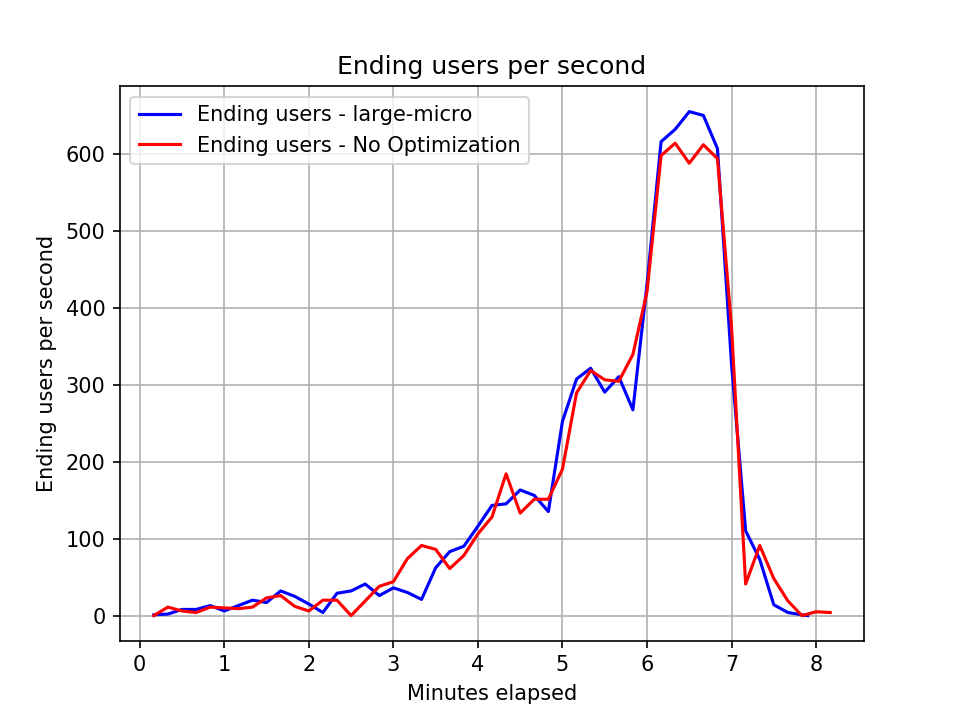 Ending users per second
Ending users - large-micro
Ending users - No Optimization
600
500
400
300
200
100
0
Ending users per second
0 1 2 3 4 5 6 7 8
Minutes elapsed